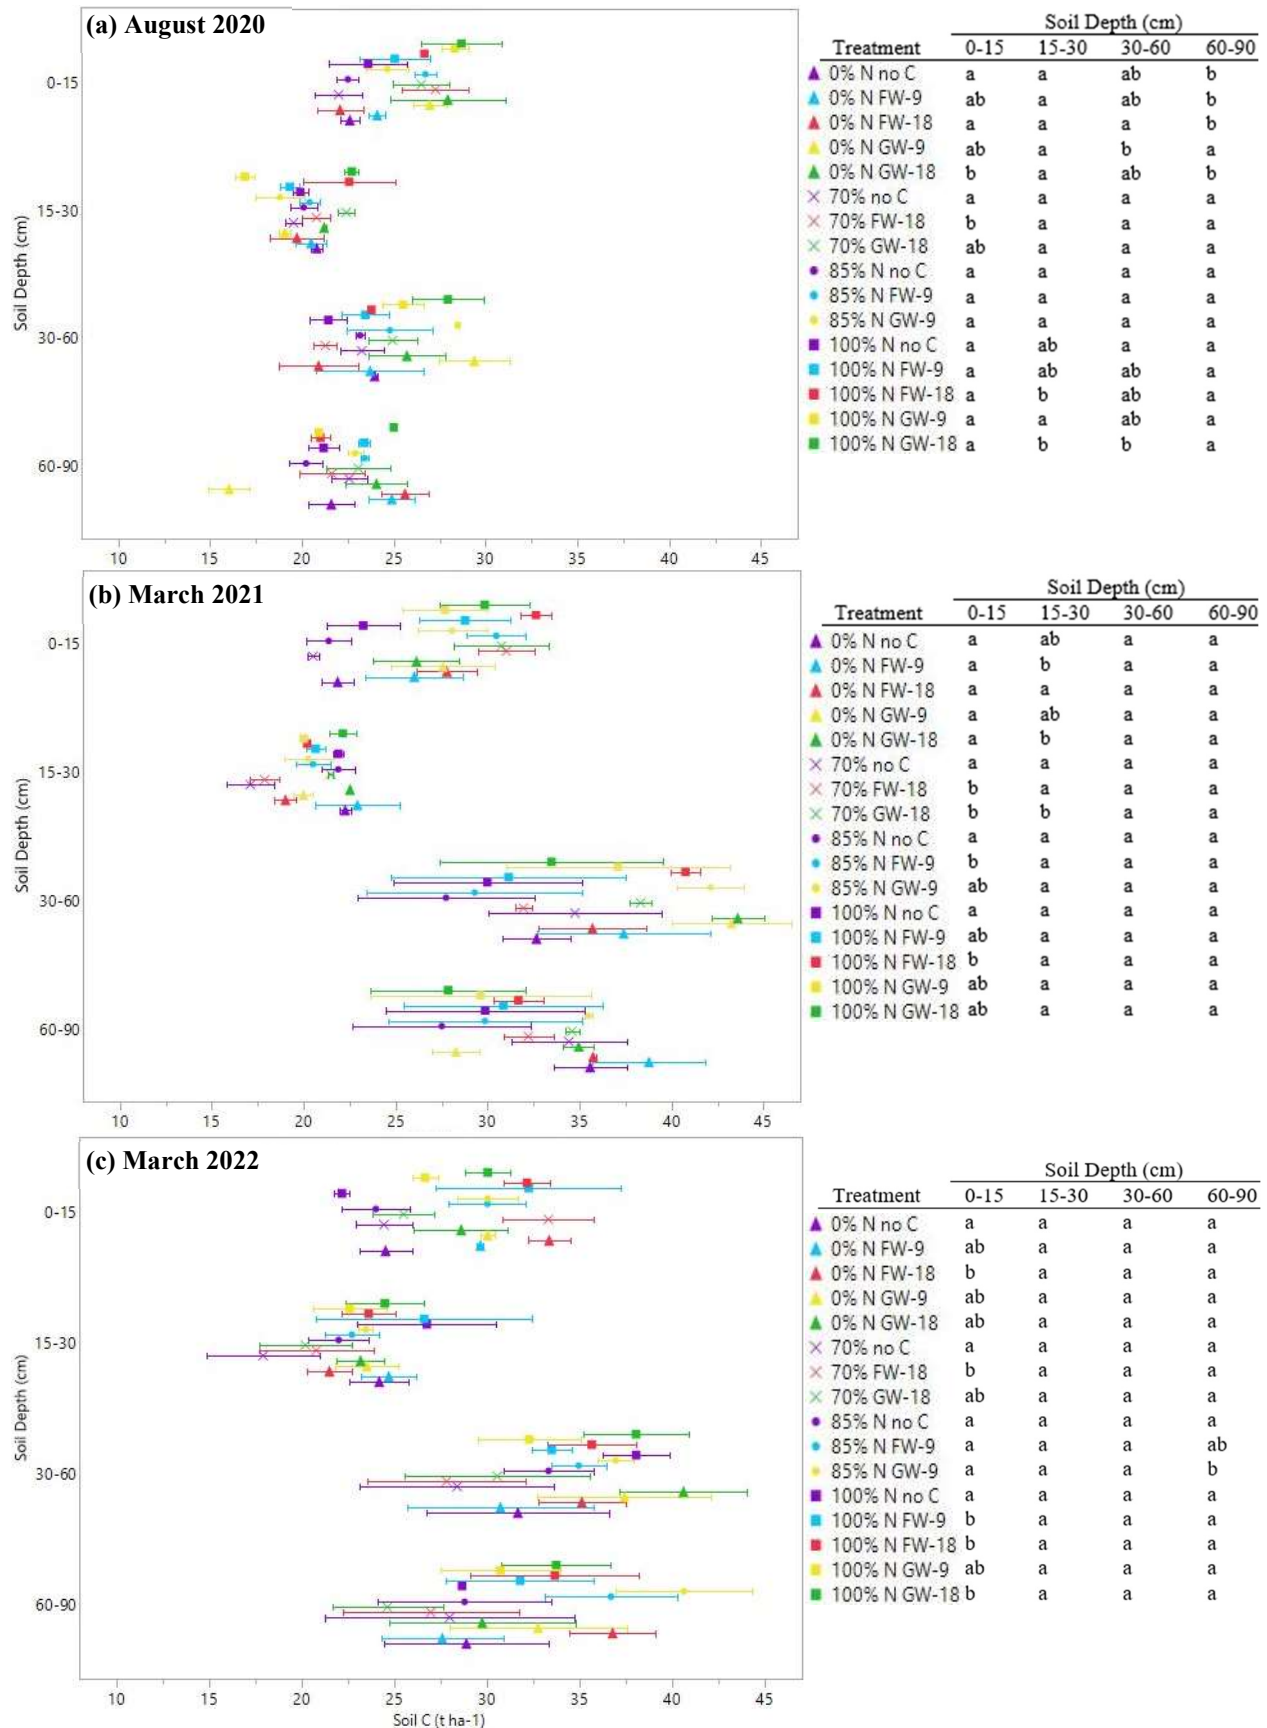 (a) August 2020
Soil Depth (cm)
0-15
15-30
30-60
60-90
10 15 20 25 30 35 40 45
Soil Depth (cm)
Treatment 0-15 15-30 30-60 60-90
0% N no C a a ab b
0% N FW-9 ab a ab b
0% N FW-18 a a a b
0% N GW-9 ab a b a
0% N GW-18 b a ab b
70% no C a a a a
70% FW-18 b a a a
70% GW-18 ab a a a
85% N no C a a a a
85% N FW-9 a a a a
85% N GW-9 a a a a
100% N no C a ab a a
100% N FW-9 a ab ab a
100% N FW-18 a b ab a
100% N GW-9 a a ab a
100% N GW-18 a b b a
(b) March 2021
Soil Depth (cm)
0-15
15-30
30-60
60-90
10 15 20 25 30 35 40 45
Soil Depth (cm)
Treatment 0-15 15-30 30-60 60-90
0% N no C a ab a a
0% N FW-9 a b a a
0% N FW-18 a a a a
0% N GW-9 a ab a a
0% N GW-18 a b a a
70% no C a a a a
70% FW-18 b a a a
70% GW-18 b b a a
85% N no C a a a a
85% N FW-9 b a a a
85% N GW-9 ab a a a
100% N no C a a a a
100% N FW-9 ab a a a
100% N FW-18 b a a a
100% N GW-9 ab a a a
100% N GW-18 ab a a a
(c) March 2022
Soil Depth (cm)
0-15
15-30
30-60
60-90
10 15 20 25 30 35 40 45
Soil C (t ha-1)
Soil Depth (cm)
Treatment 0-15 15-30 30-60 60-90
0% N no C a a a a
0% N FW-9 ab a a a
0% N FW-18 b a a a
0% N GW-9 ab a a a
0% N GW-18 ab a a a
70% no C a a a a
70% FW-18 b a a a
70% GW-18 ab a a a
85% N no C a a a a
85% N FW-9 a a a ab
85% N GW-9 a a a b
100% N no C a a a a
100% N FW-9 b a a a
100% N FW-18 b a a a
100% N GW-9 ab a a a
100% N GW-18 b a a a